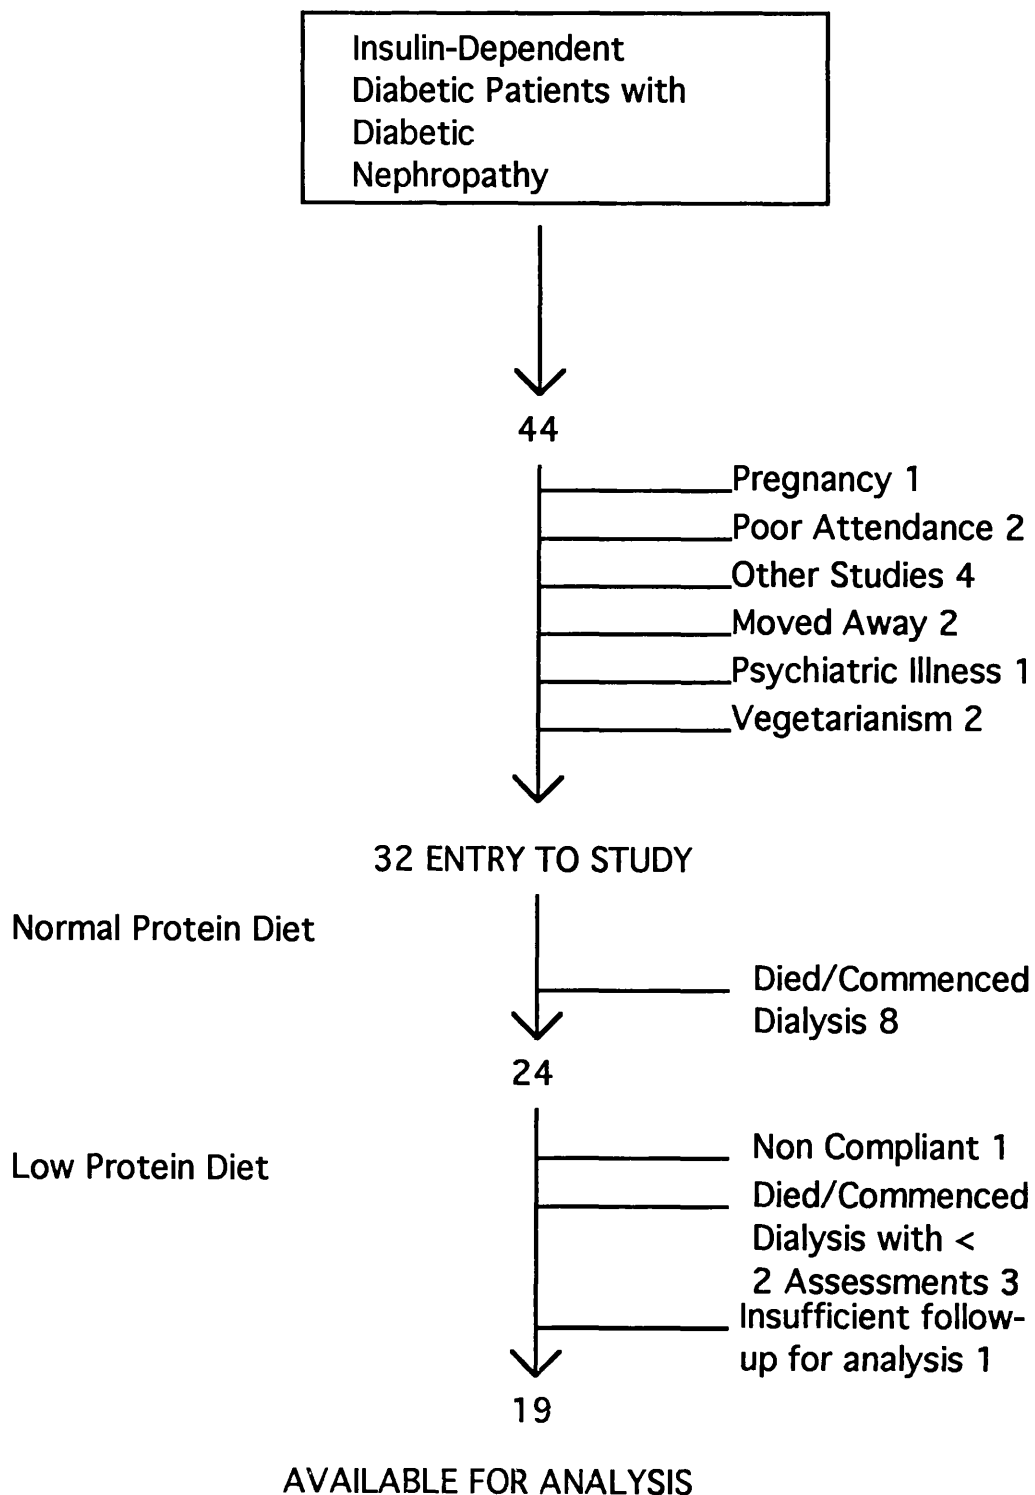 Insulin-Dependent
Diabetic Patients with
Diabetic
Nephropathy
44
Pregnancy 1
Poor Attendance 2
Other Studies 4
Moved Away 2
Psychiatric Illness 1
Vegetarianism 2
32 ENTRY TO STUDY
Normal Protein Diet
Died/Commenced
Dialysis 8
24
Low Protein Diet
Non Compliant 1
Died/Commenced
Dialysis with <
2 Assessments 3
Insufficient follow-
up for analysis 1
19
AVAILABLE FOR ANALYSIS